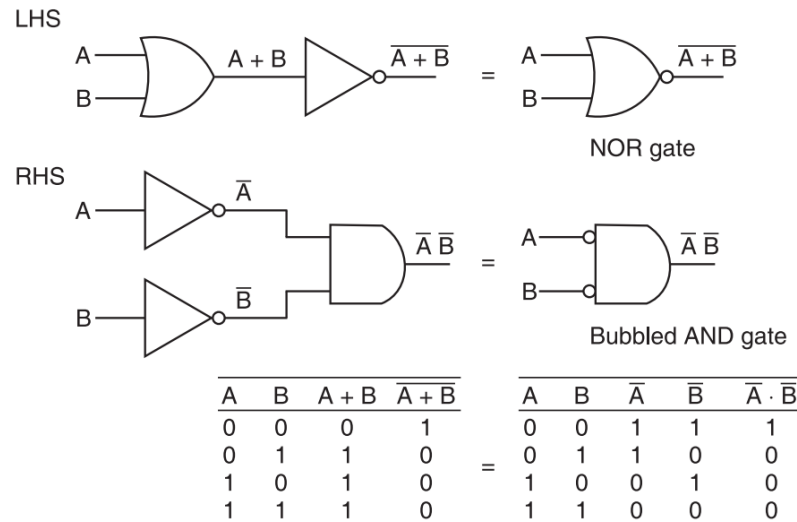 LHS
A
B
A + B
A̅ ̅+̅ ̅B̅
=
A
B
A̅ ̅+̅ ̅B̅
NOR gate
RHS
A
A̅
B
B̅
A̅ B̅
=
A
B
A̅ B̅
Bubbled AND gate
A B A + B A̅ ̅+̅ ̅B̅ A B A̅ B̅ A̅ · B̅
0 0 0 1 0 0 1 1 1
0 1 1 0 0 1 1 0 0
=
1 0 1 0 1 0 0 1 0
1 1 1 0 1 1 0 0 0